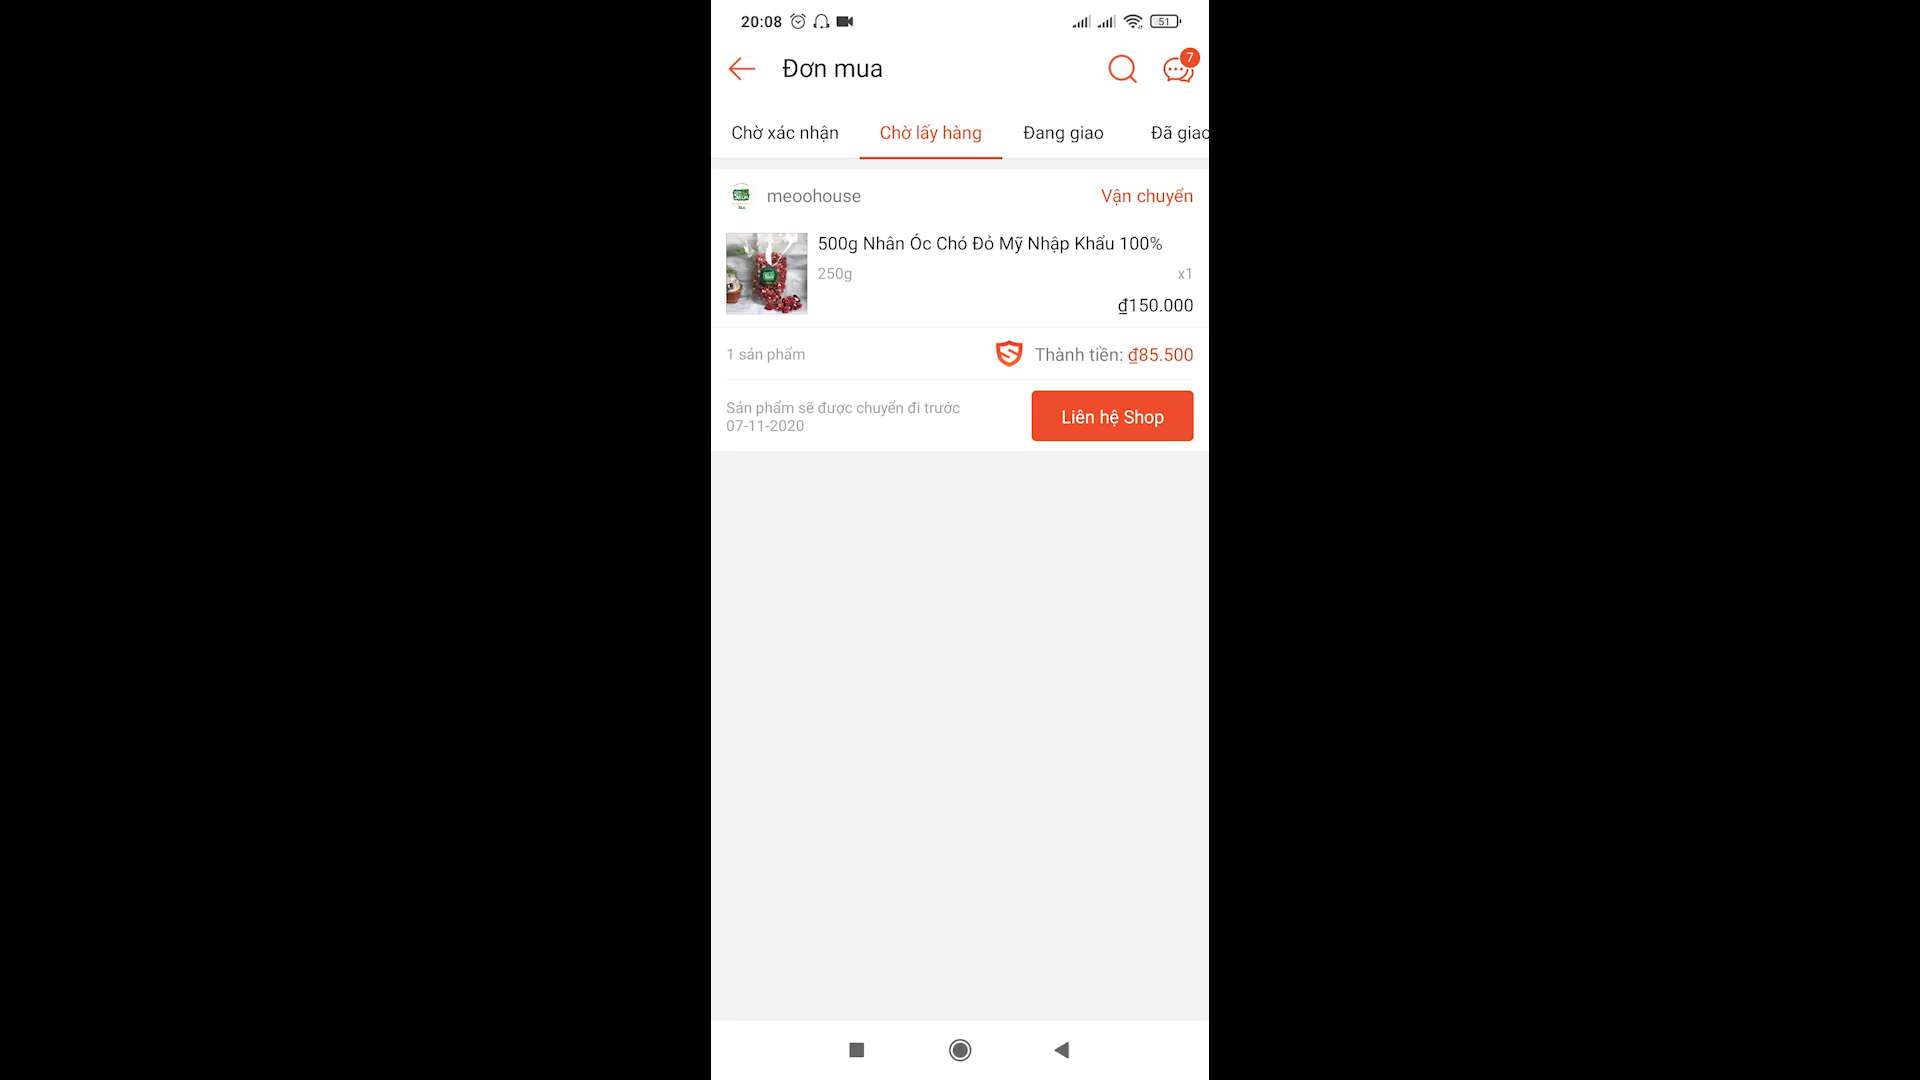 20:08
51
Đơn mua
7
Chờ xác nhận
Chờ lấy hàng
Đang giao
Đã giao
meoohouse
Vận chuyển
500g Nhân Óc Chó Đỏ Mỹ Nhập Khẩu 100%
250g
x1
₫150.000
1 sản phẩm
Thành tiền: ₫85.500
Sản phẩm sẽ được chuyển đi trước
07-11-2020
Liên hệ Shop